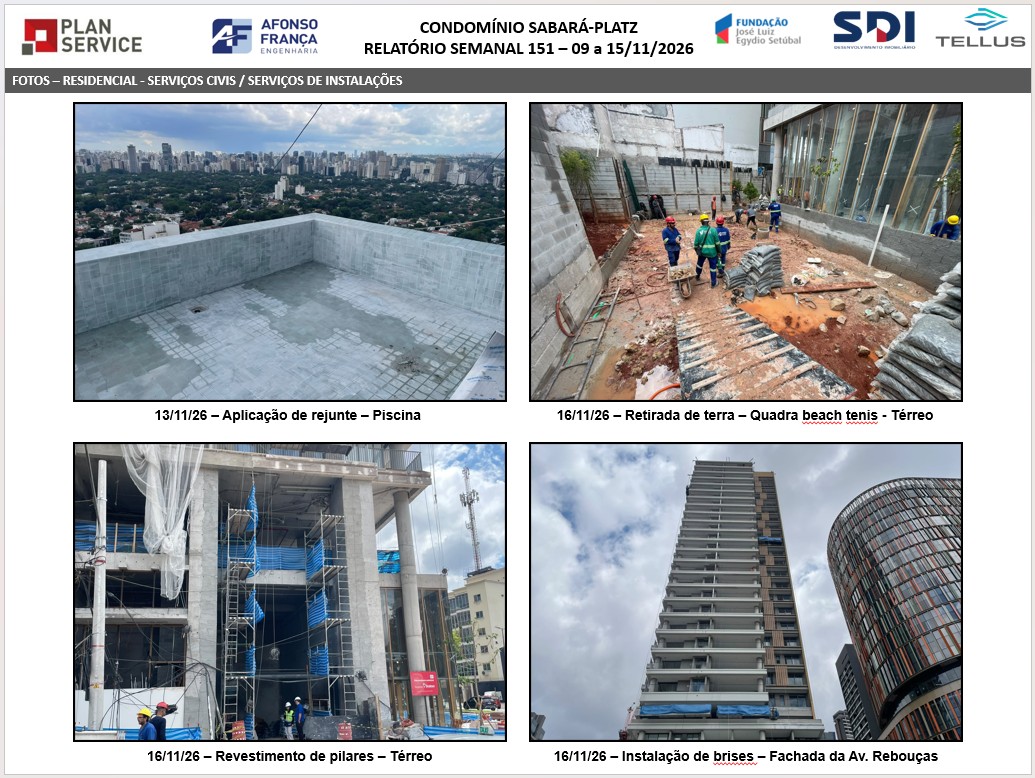 PLAN
SERVICE
AFONSO
FRANÇA
ENGENHARIA
CONDOMÍNIO SABARÁ-PLATZ
RELATÓRIO SEMANAL 151 – 09 a 15/11/2026
FUNDAÇÃO
José Luiz
Egydio Setúbal
SDI
DESENVOLVIMENTO IMOBILIÁRIO
TELLUS
FOTOS – RESIDENCIAL - SERVIÇOS CIVIS / SERVIÇOS DE INSTALAÇÕES
13/11/26 – Aplicação de rejunte – Piscina
16/11/26 – Retirada de terra – Quadra beach tenis - Térreo
16/11/26 – Revestimento de pilares – Térreo
16/11/26 – Instalação de brises – Fachada da Av. Rebouças